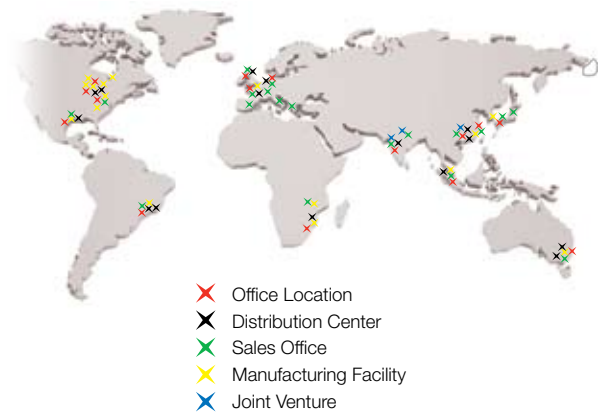 Office Location
Distribution Center
Sales Office
Manufacturing Facility
Joint Venture